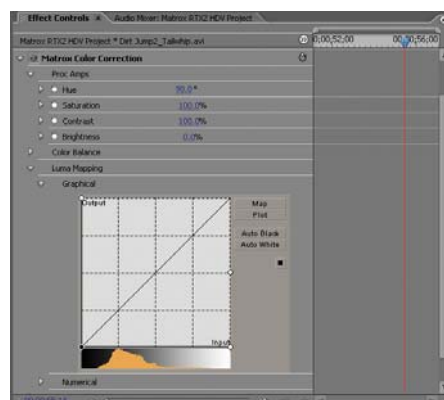 Effect Controls × Audio Mixer: Matrox RTX2 HDV Project
Matrox RTX2 HDV Project * Dirt Jump2_Tailwhip.avi
0;00;52;00 00;00;56;00
Matrox Color Correction
Proc Amps
Hue 90.0°
Saturation 100.0%
Contrast 100.0%
Brightness 0.0%
Color Balance
Luma Mapping
Graphical
Output
Map
Plot
Auto Black
Auto White
Input
Numerical